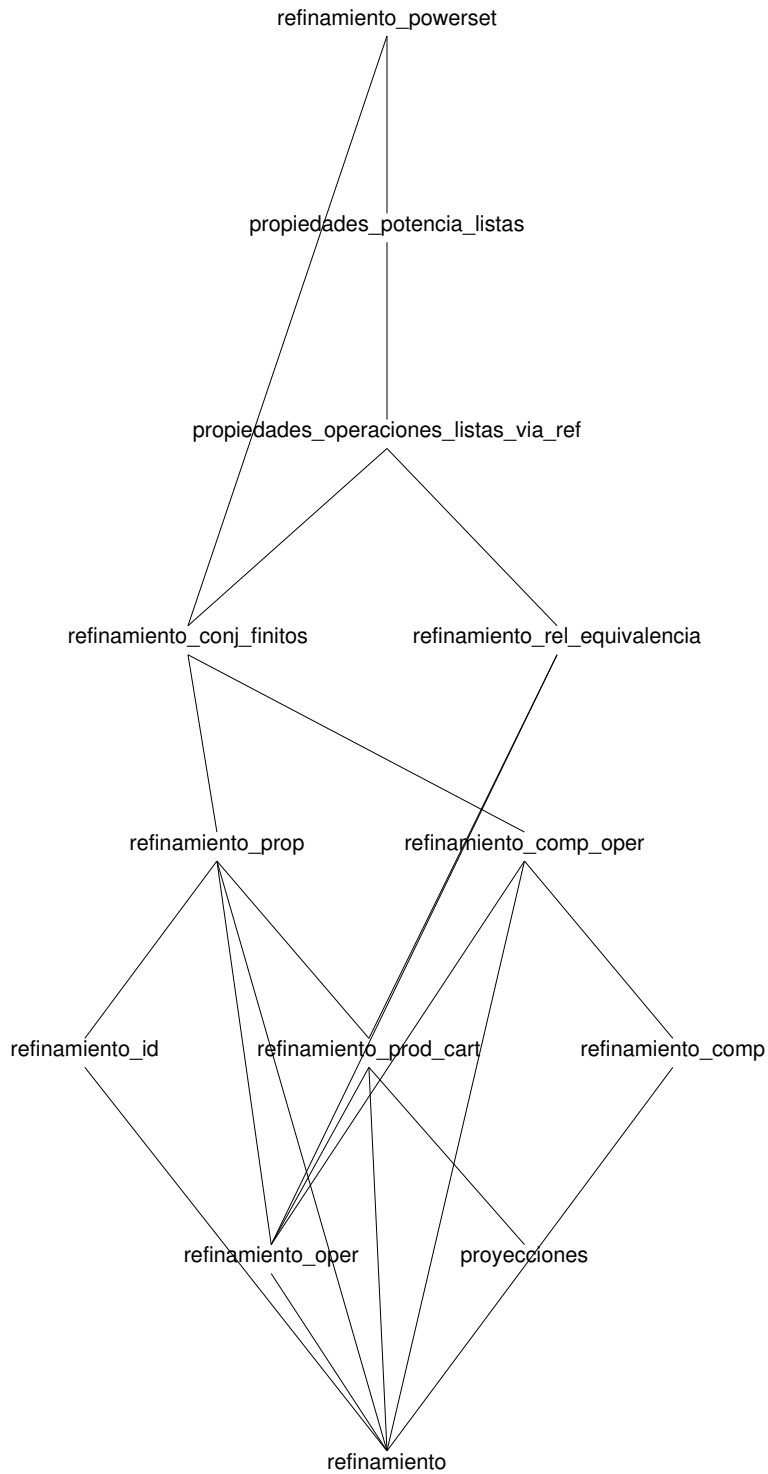 refinamiento_powerset
propiedades_potencia_listas
propiedades_operaciones_listas_via_ref
refinamiento_conj_finitos
refinamiento_rel_equivalencia
refinamiento_prop
refinamiento_comp_oper
refinamiento_id
refinamiento_prod_cart
refinamiento_comp
refinamiento_oper
proyecciones
refinamiento